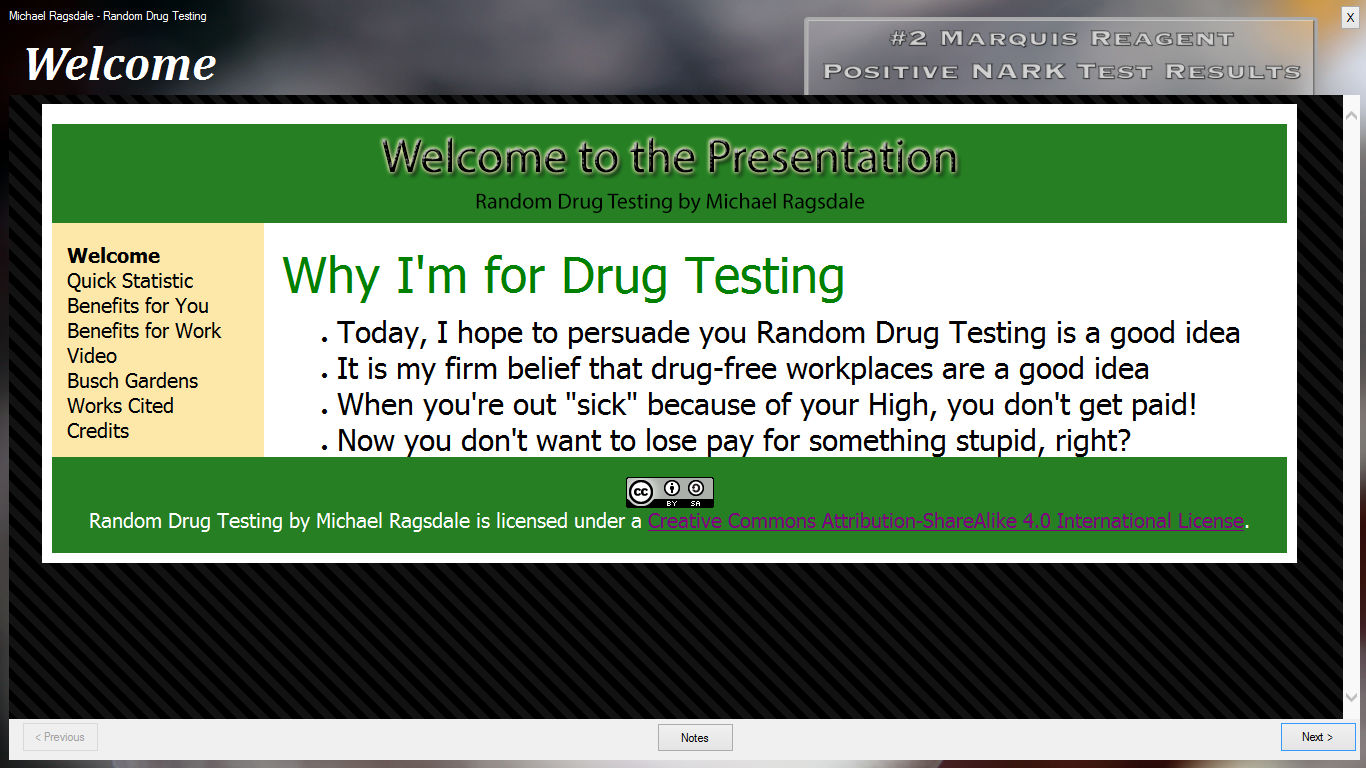 Michael Ragsdale - Random Drug Testing
X
Welcome
#2 Marquis Reagent
Positive NARK Test Results
Welcome to the Presentation
Random Drug Testing by Michael Ragsdale
Welcome
Quick Statistic
Benefits for You
Benefits for Work
Video
Busch Gardens
Works Cited
Credits
Why I'm for Drug Testing
• Today, I hope to persuade you Random Drug Testing is a good idea
• It is my firm belief that drug-free workplaces are a good idea
• When you're out "sick" because of your High, you don't get paid!
• Now you don't want to lose pay for something stupid, right?
cc
BY SA
Random Drug Testing by Michael Ragsdale is licensed under a Creative Commons Attribution-ShareAlike 4.0 International License.
< Previous
Notes
Next >